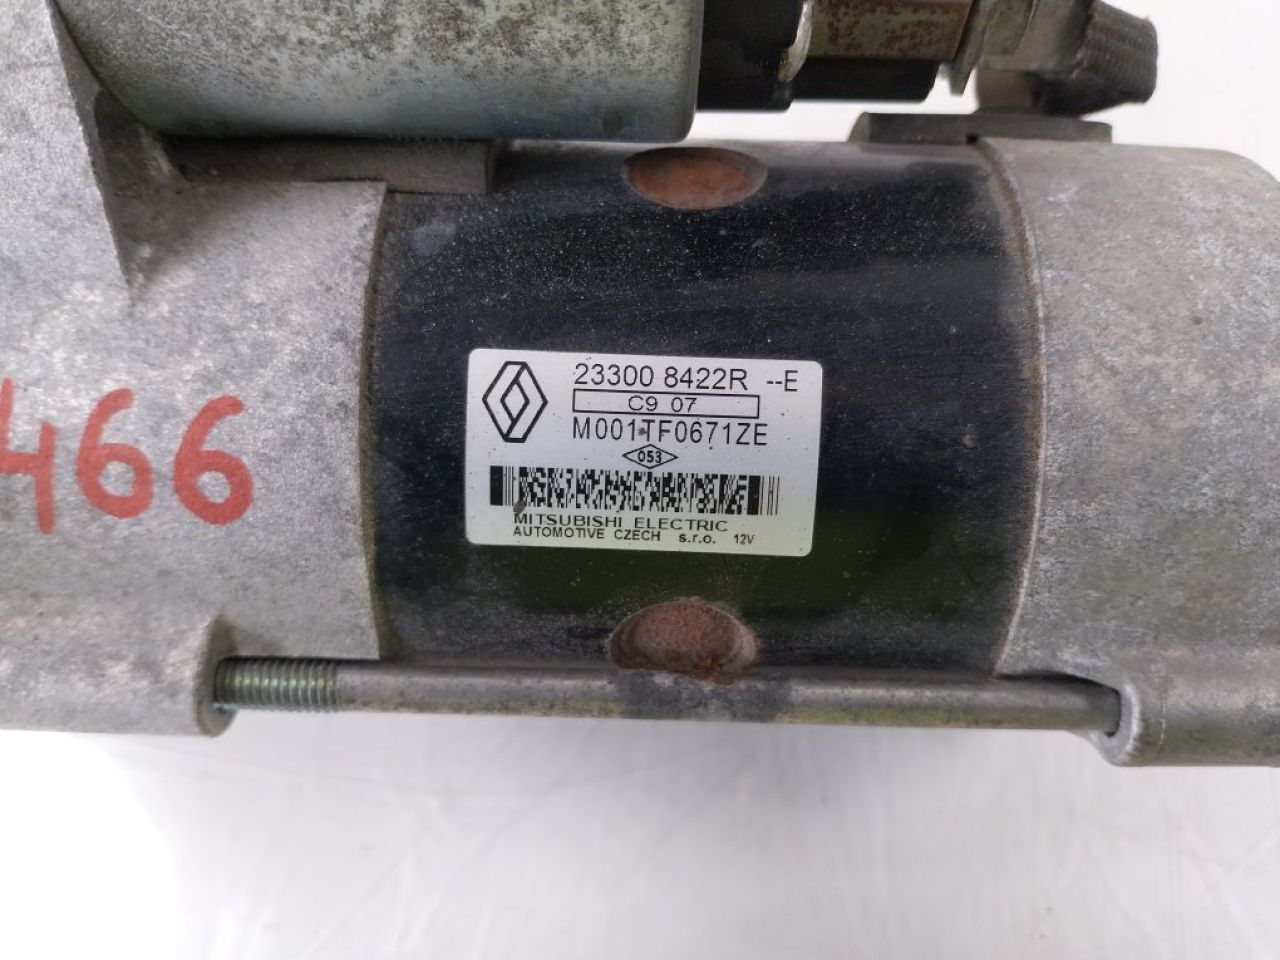 23300 8422R --E
C9 07
M001TF0671ZE
053
MITSUBISHI ELECTRIC
AUTOMOTIVE CZECH s.r.o. 12V
466